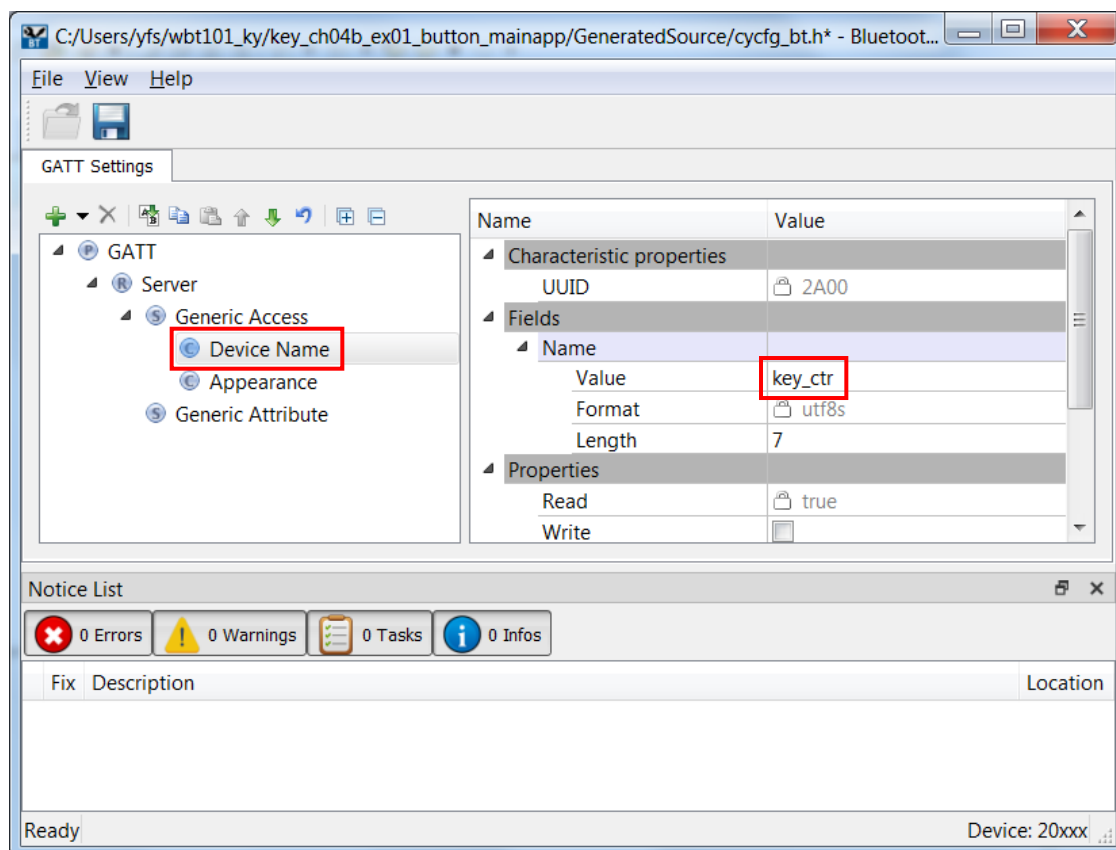 BT C:/Users/yfs/wbt101_ky/key_ch04b_ex01_button_mainapp/GeneratedSource/cycfg_bt.h* - Bluetoot...
File View Help
GATT Settings
P GATT
R Server
S Generic Access
C Device Name
C Appearance
S Generic Attribute
Name Value
Characteristic properties
UUID 2A00
Fields
Name
Value key_ctr
Format utf8s
Length 7
Properties
Read true
Write
Notice List
0 Errors 0 Warnings 0 Tasks 0 Infos
Fix Description Location
Ready Device: 20xxx